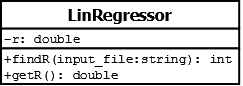 LinRegressor
-r: double
+findR(input_file:string): int
+getR(): double